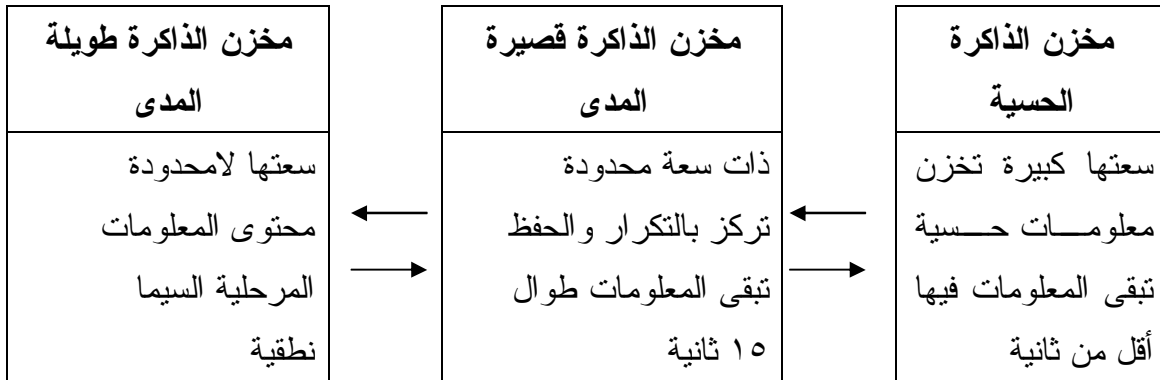 مخزن الذاكرة
الحسية
سعتها كبيرة تخزن
معلومـــات حـــسية
تبقى المعلومات فيها
أقل من ثانية
مخزن الذاكرة قصيرة
المدى
ذات سعة محدودة
تركز بالتكرار والحفظ
تبقى المعلومات طوال
١٥ ثانية
مخزن الذاكرة طويلة
المدى
سعتها لامحدودة
محتوى المعلومات
المرحلية السيما
نطقية